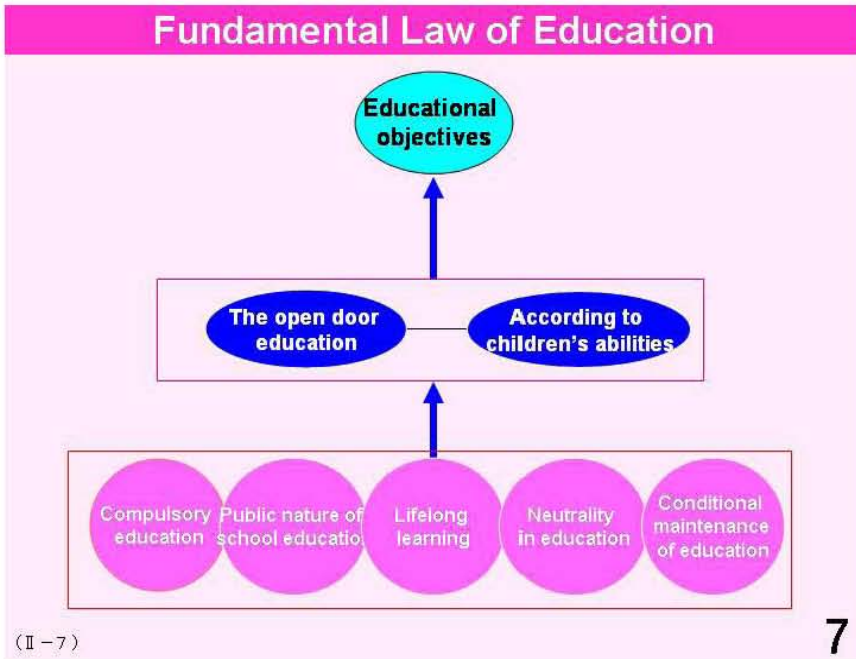 Fundamental Law of Education
Educational
objectives
The open door
education
According to
children's abilities
Compulsory
education
Public nature of
school educatio
Lifelong
learning
Neutrality
in education
Conditional
maintenance
of education
(Ⅱ－７)
7